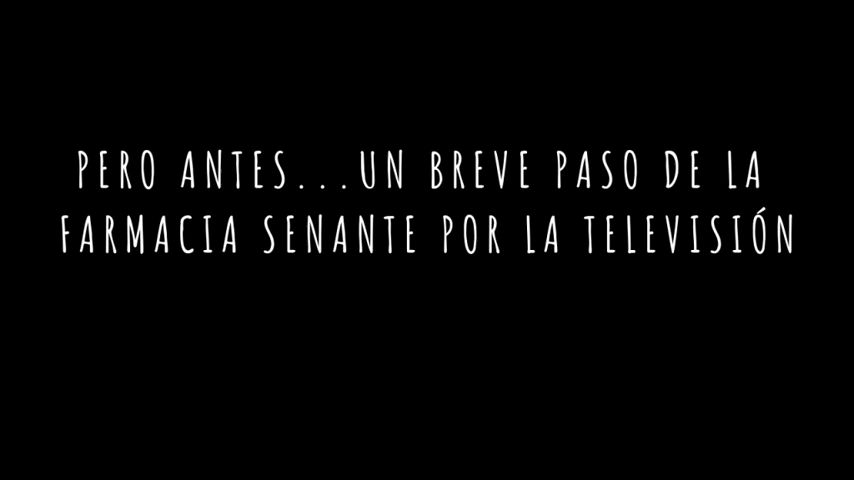 PERO ANTES...UN BREVE PASO DE LA
FARMACIA SENANTE POR LA TELEVISIÓN